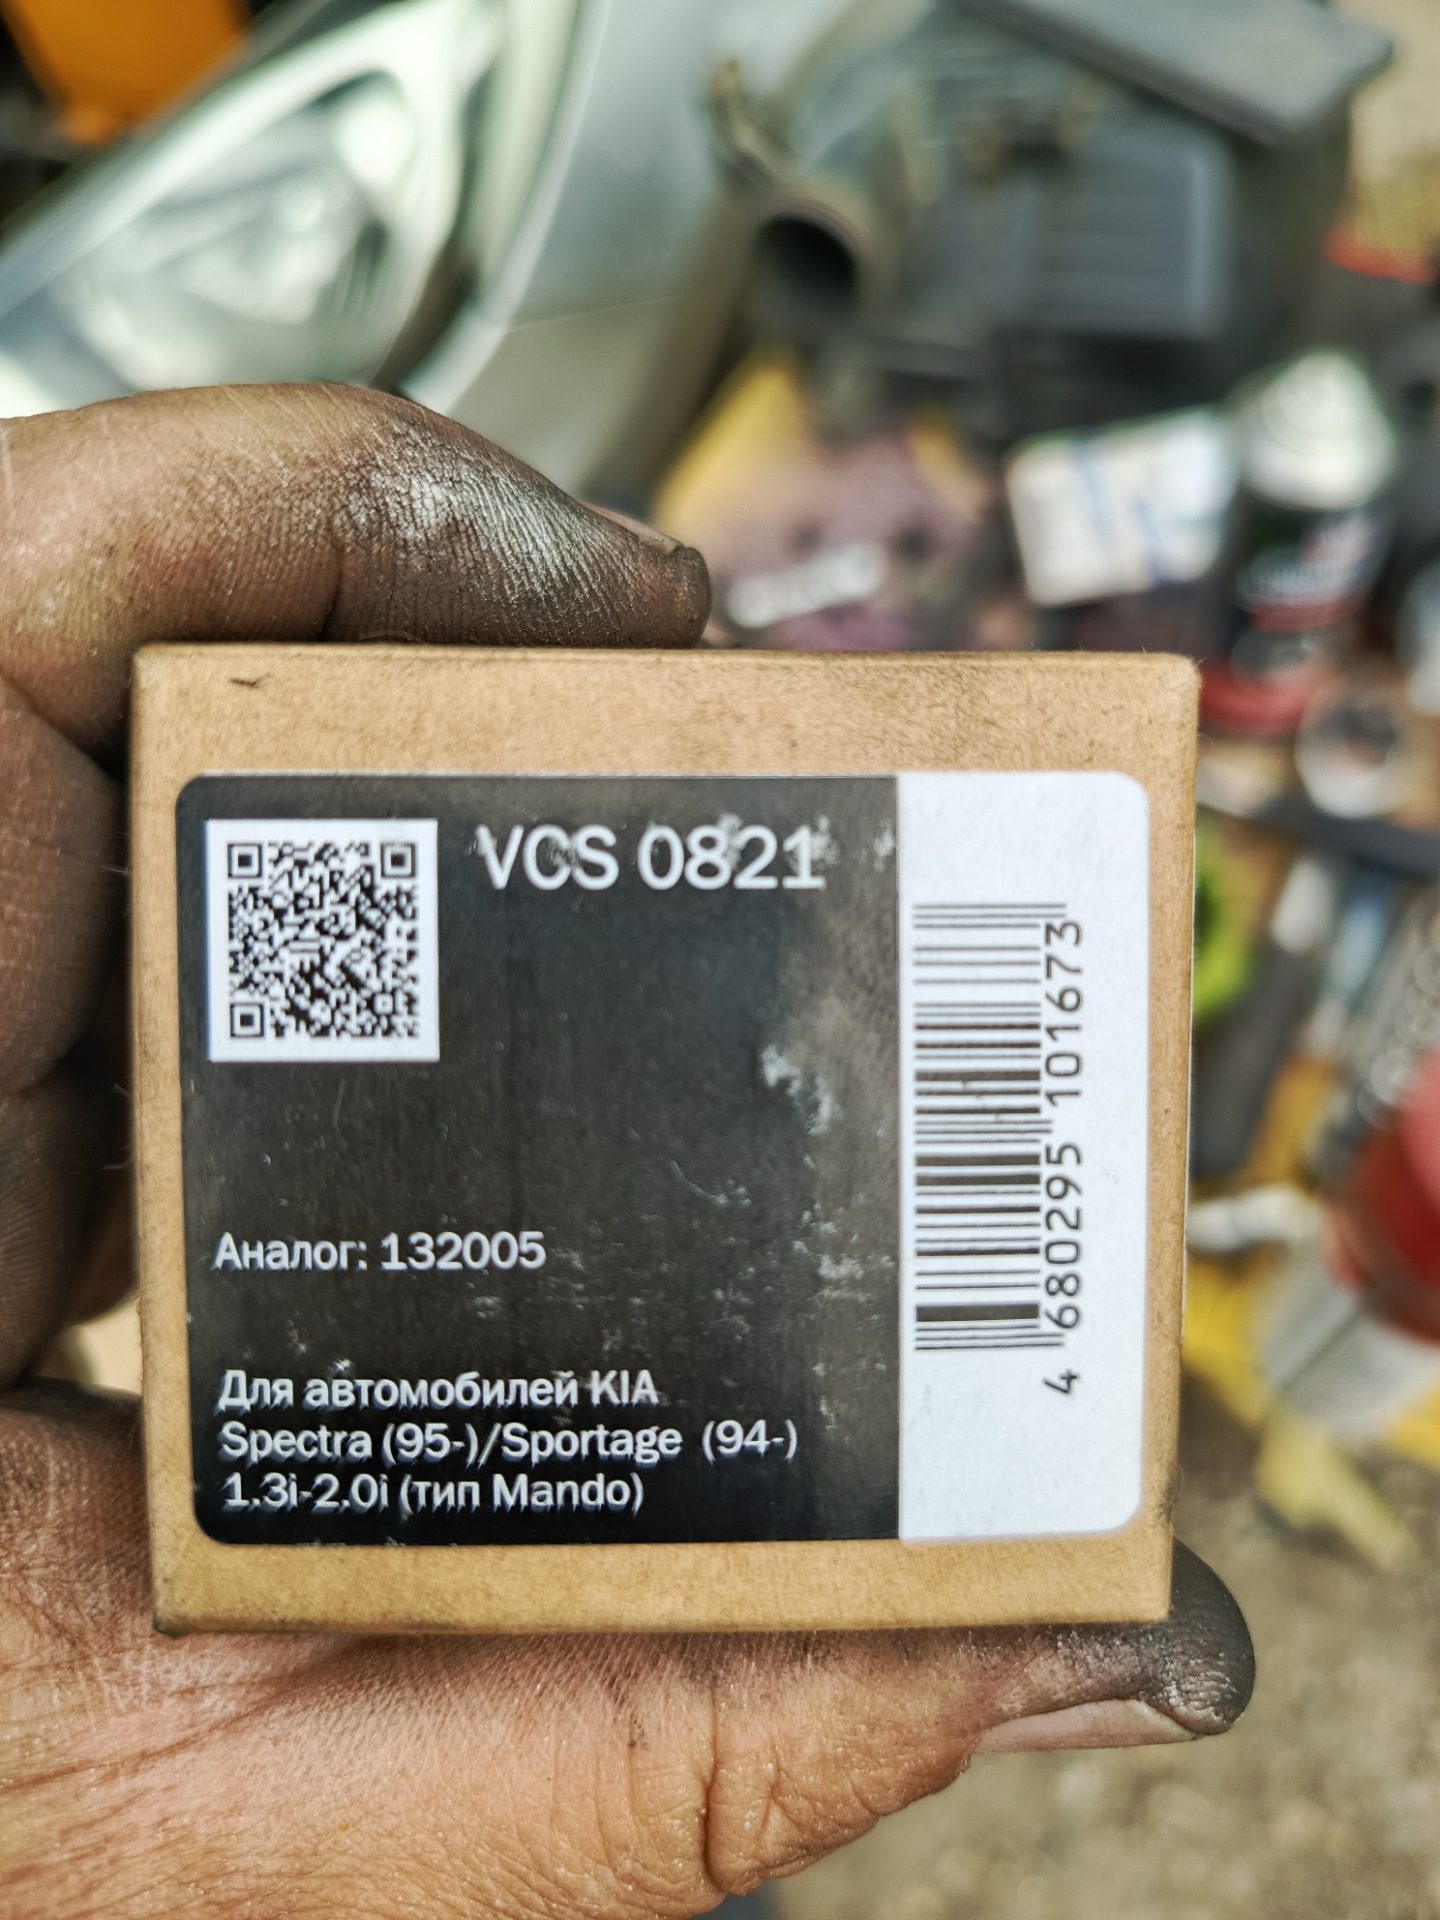 VCS 0821
Аналог: 132005
Для автомобилей KIA
Spectra (95-)/Sportage (94-)
1.3i-2.0i (тип Mando)
4 680295 101673